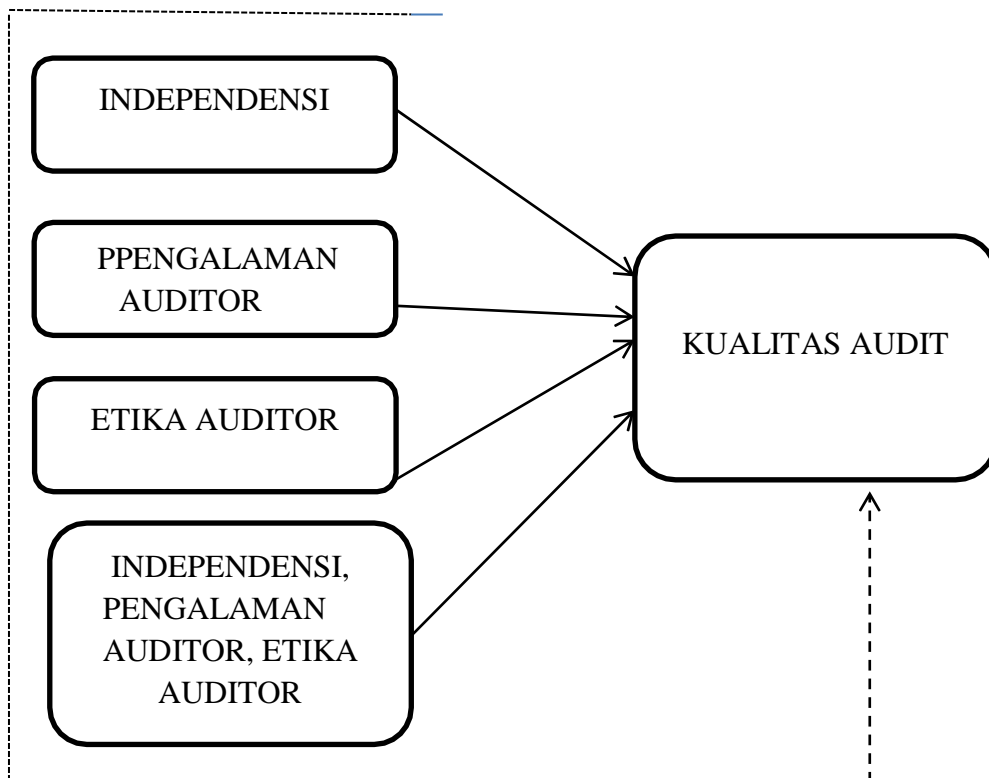 INDEPENDENSI
PPENGALAMAN
AUDITOR
ETIKA AUDITOR
INDEPENDENSI,
PENGALAMAN
AUDITOR, ETIKA
AUDITOR
KUALITAS AUDIT